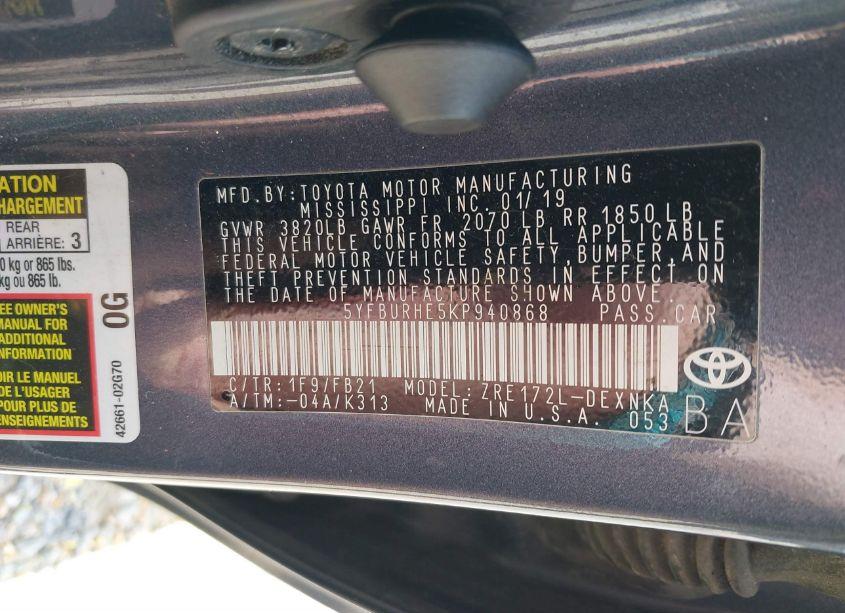 ATION
HARGEMENT
REAR
ARRIÈRE: 3
0 kg or 865 lbs.
kg ou 865 lb.
SEE OWNER'S
MANUAL FOR
ADDITIONAL
INFORMATION
OIR LE MANUEL
DE L'USAGER
POUR PLUS DE
ENSEIGNEMENTS
0G
42661-02G70
MFD.BY:TOYOTA MOTOR MANUFACTURING
MISSISSIPPI INC. 01/19
GVWR 3820LB GAWR FR 2070 LB RR 1850 LB
THIS VEHICLE CONFORMS TO ALL APPLICABLE
FEDERAL MOTOR VEHICLE SAFETY,BUMPER,AND
THEFT PREVENTION STANDARDS IN EFFECT ON
THE DATE OF MANUFACTURE SHOWN ABOVE.
5YFBURHE5KP940868 PASS.CAR
C/TR:1F9/FB21 MODEL:ZRE172L-DEXNKA
A/TM:-04A/K313 MADE IN U.S.A. 053
BA